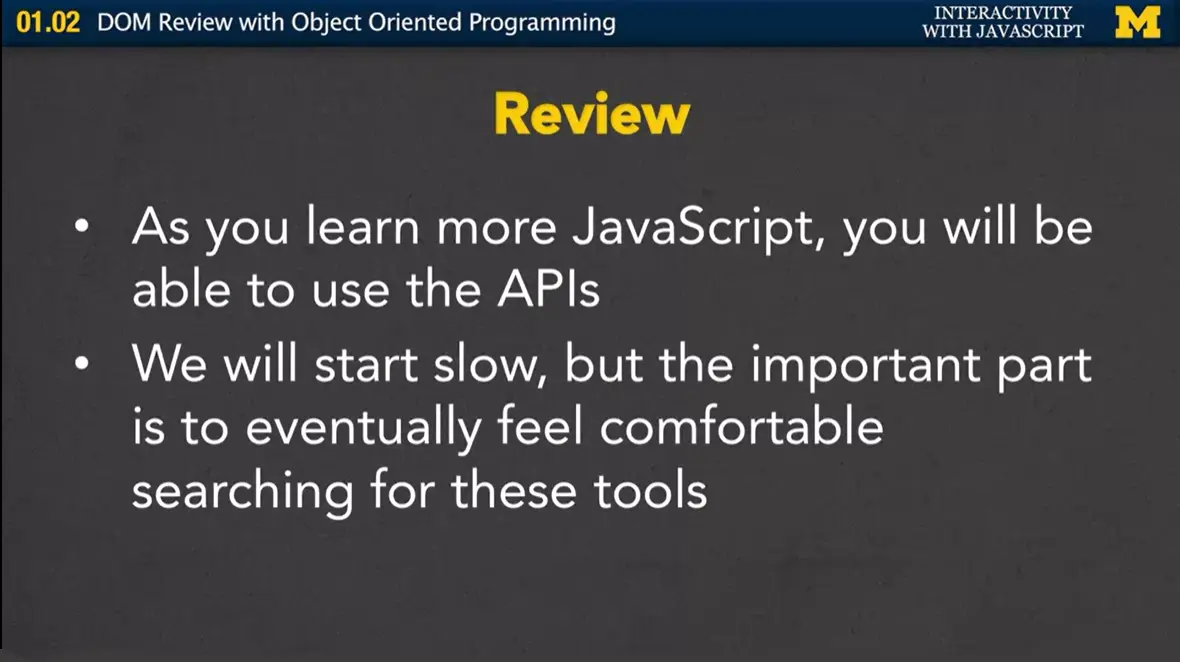 01.02 DOM Review with Object Oriented Programming
INTERACTIVITY
WITH JAVASCRIPT
M
Review
• As you learn more JavaScript, you will be
able to use the APIs
• We will start slow, but the important part
is to eventually feel comfortable
searching for these tools